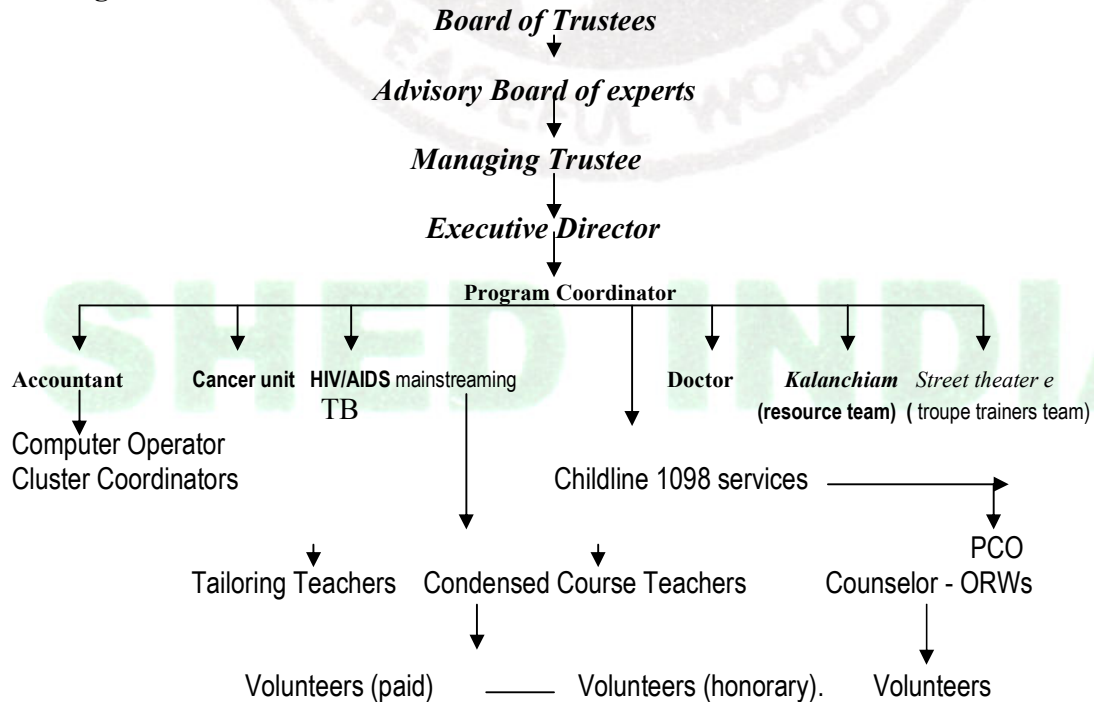 Board of Trustees
PEACEFUL WORLD
Advisory Board of experts
Managing Trustee
Executive Director
SHED INDIA
Program Coordinator
Accountant Cancer unit HIV/AIDS mainstreaming Doctor Kalanchiam Street theater e
TB (resource team) ( troupe trainers team)
Computer Operator
Cluster Coordinators Childline 1098 services
PCO
Tailoring Teachers Condensed Course Teachers Counselor - ORWs
Volunteers (paid) Volunteers (honorary). Volunteers